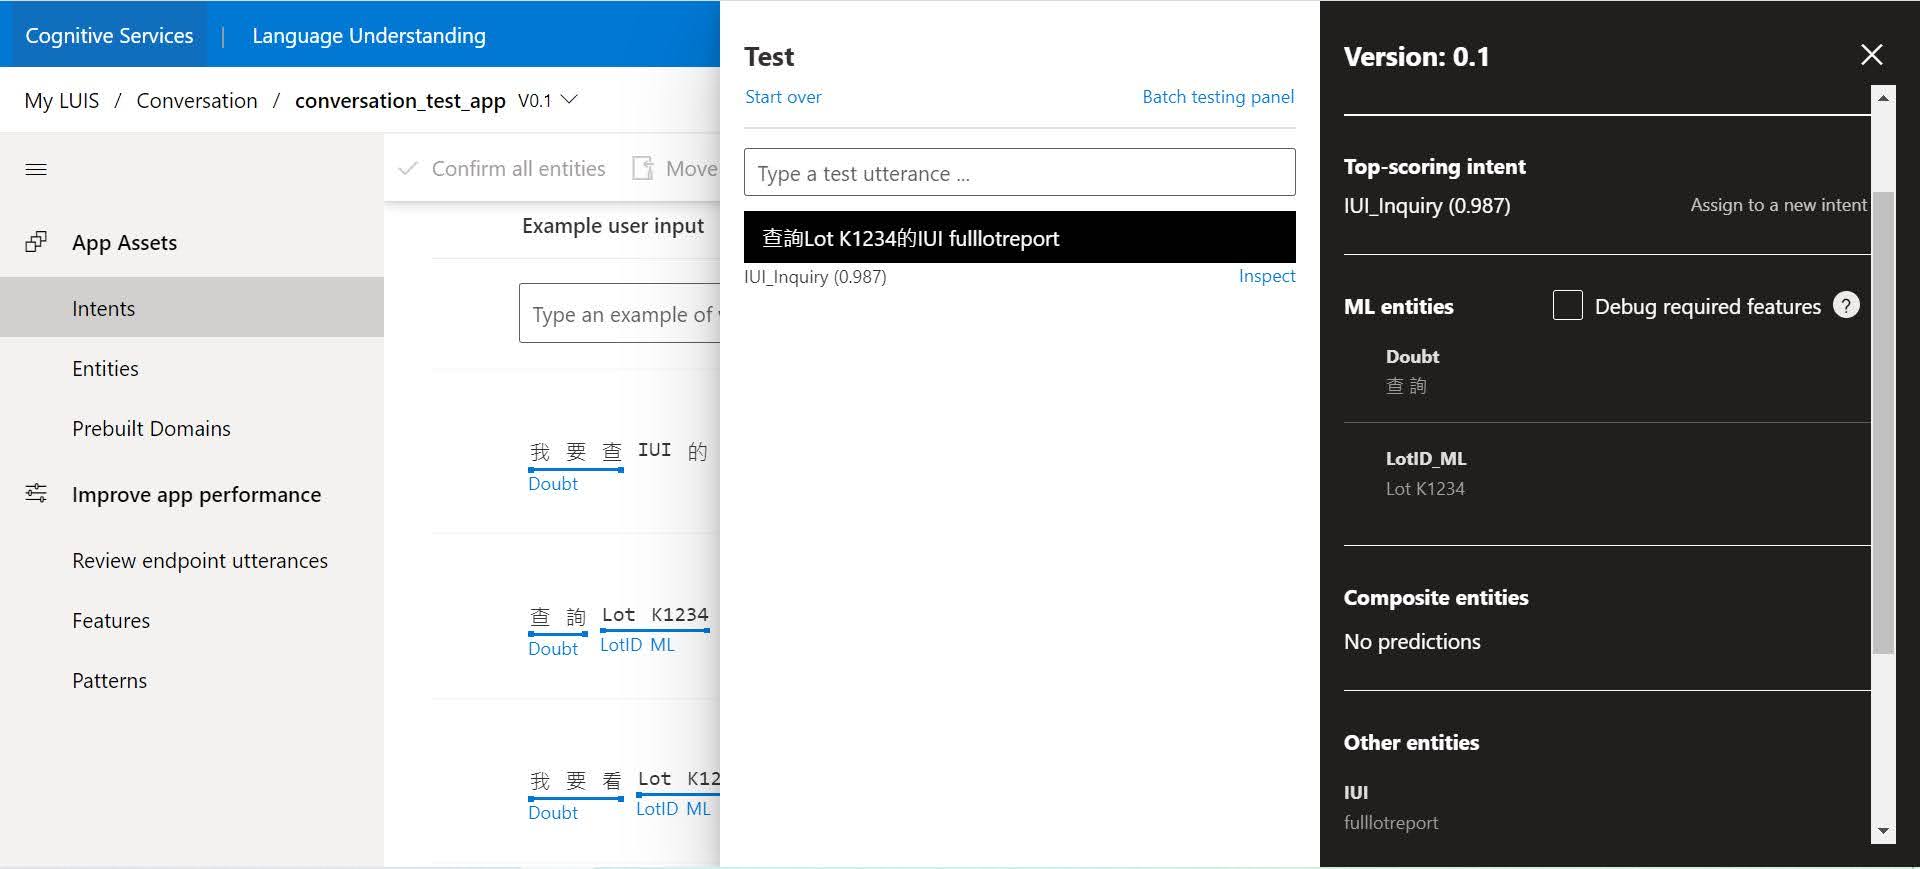 Cognitive Services | Language Understanding
My LUIS / Conversation / conversation_test_app V0.1
App Assets
Intents
Entities
Prebuilt Domains
Improve app performance
Review endpoint utterances
Features
Patterns
Confirm all entities Move
Example user input
Type an example of
我 要 查 IUI 的
Doubt
查 詢 Lot K1234
Doubt LotID ML
我 要 看 Lot K12
Doubt LotID ML
Test
Start over Batch testing panel
Type a test utterance ...
查詢Lot K1234的IUI fulllotreport
IUI_Inquiry (0.987) Inspect
Version: 0.1
Top-scoring intent
IUI_Inquiry (0.987) Assign to a new intent
ML entities Debug required features ?
Doubt
查 詢
LotID_ML
Lot K1234
Composite entities
No predictions
Other entities
IUI
fulllotreport